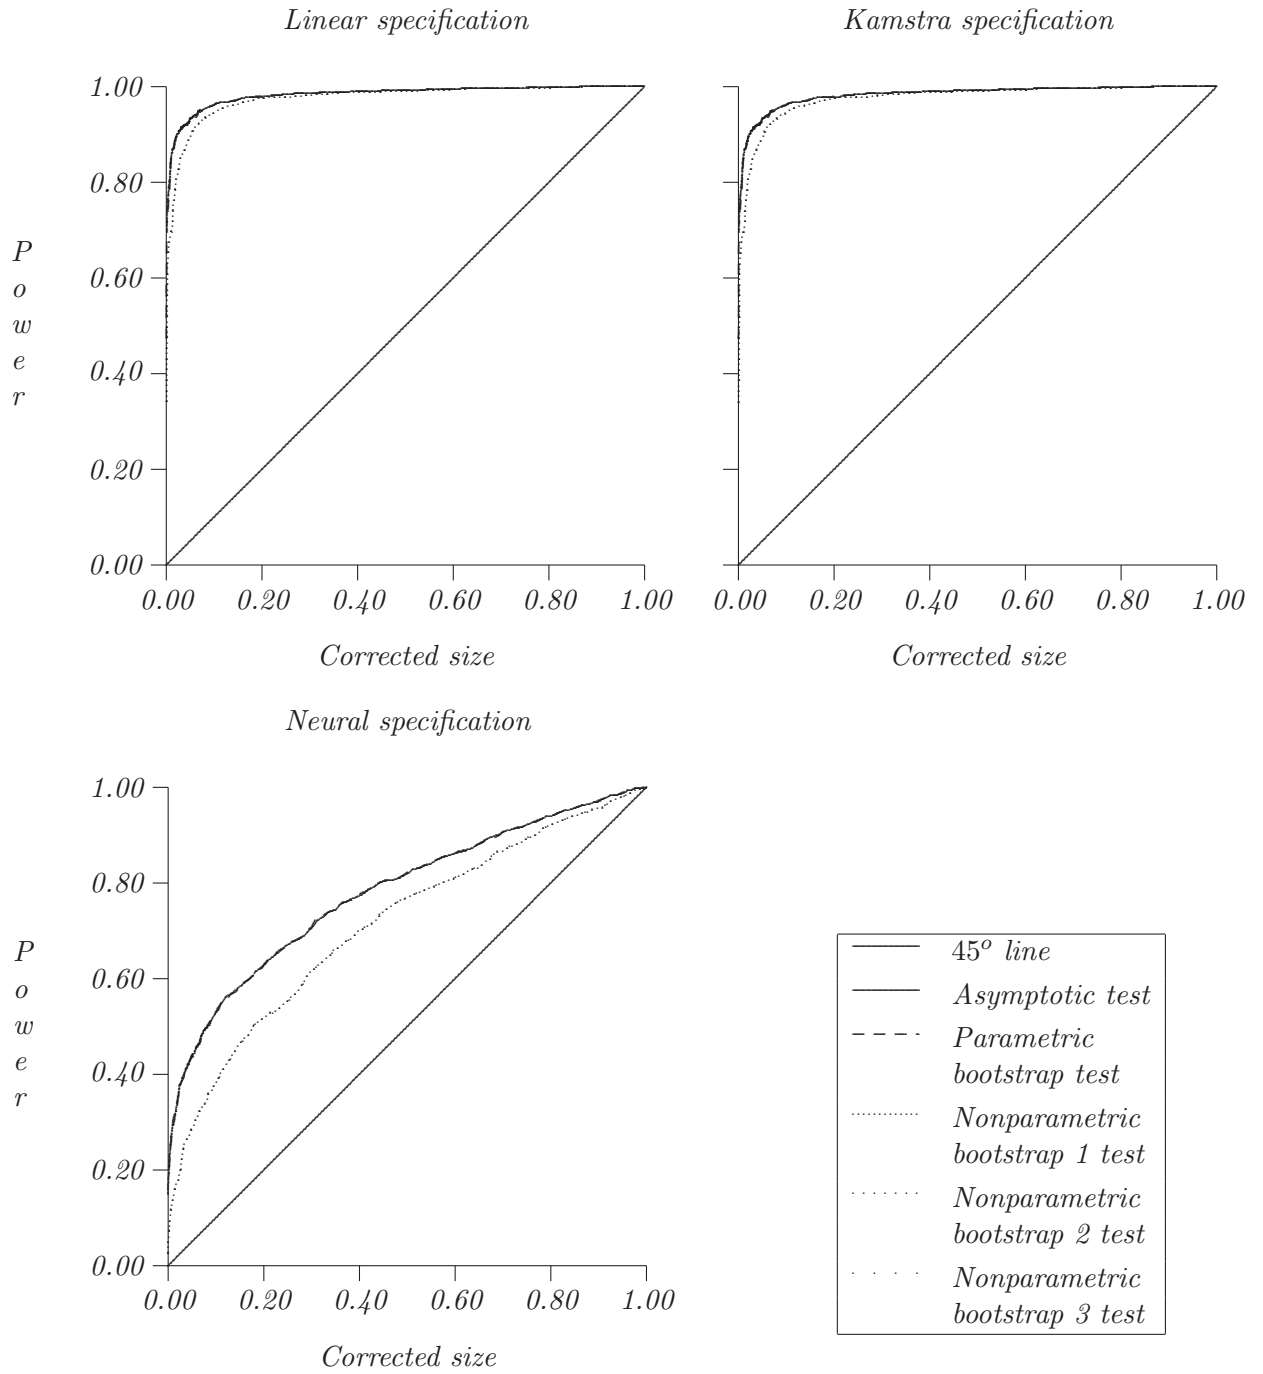 Linear specification
Kamstra specification
1.00
0.80
0.60
0.40
0.20
0.00
P
o
w
e
r
0.00 0.20 0.40 0.60 0.80 1.00
0.00 0.20 0.40 0.60 0.80 1.00
Corrected size
Corrected size
Neural specification
1.00
0.80
0.60
0.40
0.20
0.00
P
o
w
e
r
0.00 0.20 0.40 0.60 0.80 1.00
Corrected size
45º line
Asymptotic test
Parametric
bootstrap test
Nonparametric
bootstrap 1 test
Nonparametric
bootstrap 2 test
Nonparametric
bootstrap 3 test